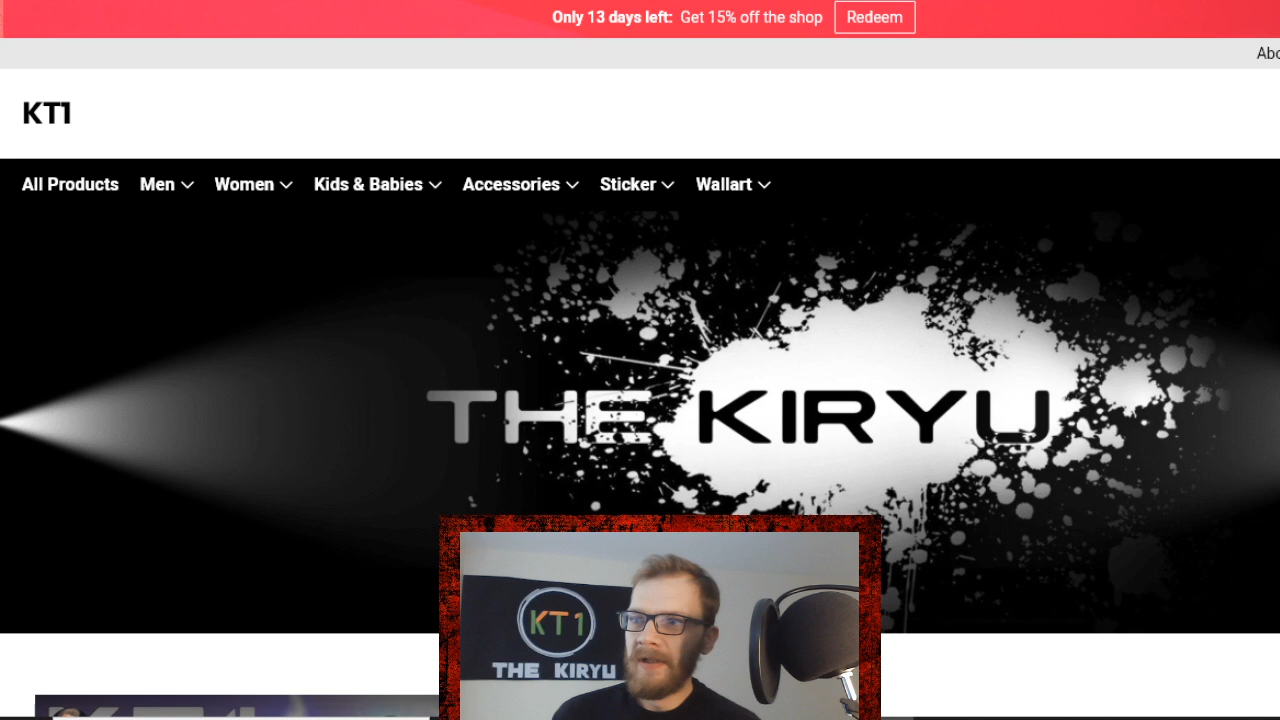 Only 13 days left: Get 15% off the shop Redeem
Abo
KT1
All Products Men Women Kids & Babies Accessories Sticker Wallart
THE KIRYU
KT1
THE KIRYU